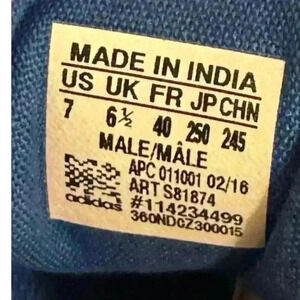 MADE IN INDIA
US UK FR JP CHN
7 6½ 40 250 245
MALE/MÂLE
APC 011001 02/16
ART S81874
#114234499
adidas
360NDGZ300015